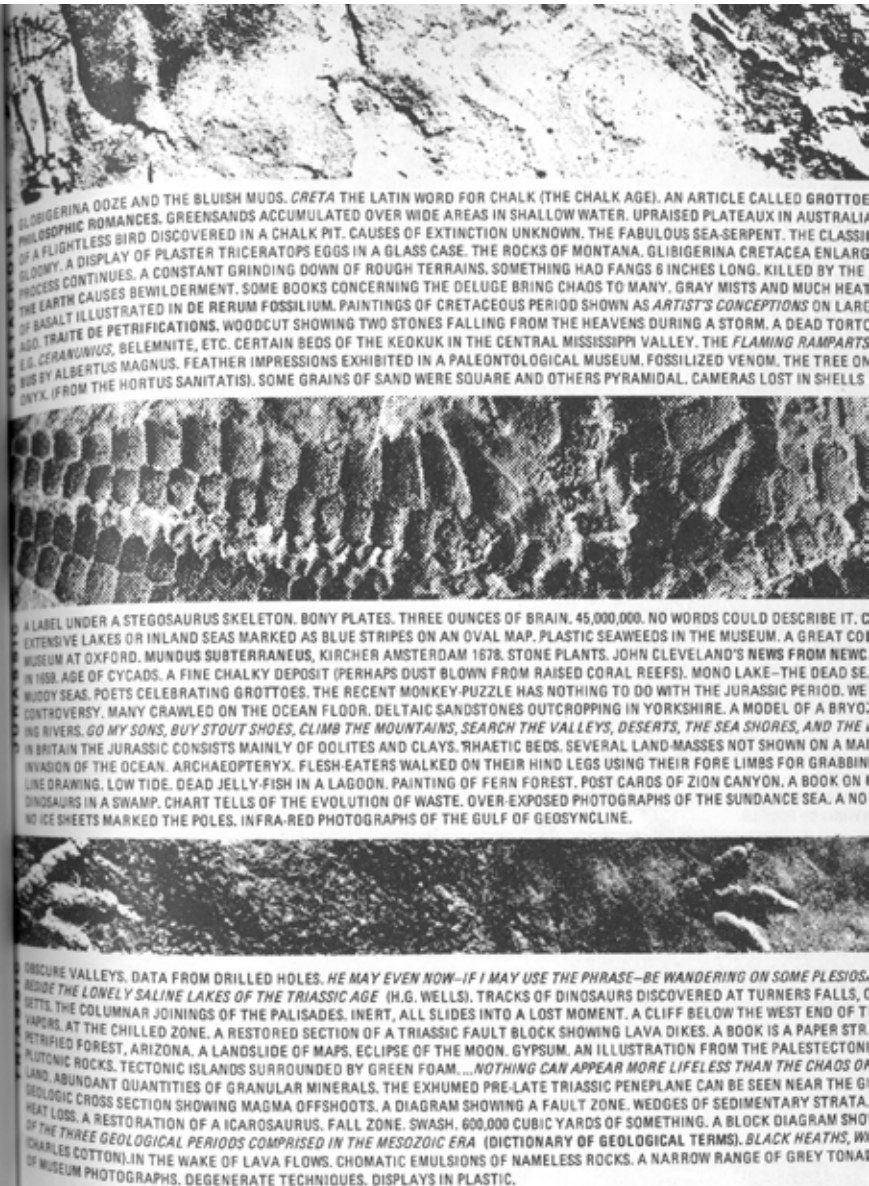 CRETACEOUS
GLOBIGERINA OOZE AND THE BLUISH MUDS. CRETA THE LATIN WORD FOR CHALK (THE CHALK AGE). AN ARTICLE CALLED GROTTOE
PHILOSOPHIC ROMANCES. GREENSANDS ACCUMULATED OVER WIDE AREAS IN SHALLOW WATER. UPRAISED PLATEAUX IN AUSTRALIA
OF A FLIGHTLESS BIRD DISCOVERED IN A CHALK PIT. CAUSES OF EXTINCTION UNKNOWN. THE FABULOUS SEA-SERPENT. THE CLASSI
GLOOMY. A DISPLAY OF PLASTER TRICERATOPS EGGS IN A GLASS CASE. THE ROCKS OF MONTANA. GLIBIGERINA CRETACEA ENLARG
PROCESS CONTINUES. A CONSTANT GRINDING DOWN OF ROUGH TERRAINS. SOMETHING HAD FANGS 6 INCHES LONG. KILLED BY THE
THE EARTH CAUSES BEWILDERMENT. SOME BOOKS CONCERNING THE DELUGE BRING CHAOS TO MANY. GRAY MISTS AND MUCH HEAT
OF BASALT ILLUSTRATED IN DE RERUM FOSSILIUM. PAINTINGS OF CRETACEOUS PERIOD SHOWN AS ARTIST'S CONCEPTIONS ON LARG
AGO. TRAITE DE PETRIFICATIONS. WOODCUT SHOWING TWO STONES FALLING FROM THE HEAVENS DURING A STORM. A DEAD TORTO
E.G. CERANUNIUS, BELEMNITE, ETC. CERTAIN BEDS OF THE KEOKUK IN THE CENTRAL MISSISSIPPI VALLEY. THE FLAMING RAMPARTS
BUS BY ALBERTUS MAGNUS. FEATHER IMPRESSIONS EXHIBITED IN A PALEONTOLOGICAL MUSEUM. FOSSILIZED VENOM. THE TREE ON
ONYX. (FROM THE HORTUS SANITATIS). SOME GRAINS OF SAND WERE SQUARE AND OTHERS PYRAMIDAL. CAMERAS LOST IN SHELLS
JURASSIC
A LABEL UNDER A STEGOSAURUS SKELETON. BONY PLATES. THREE OUNCES OF BRAIN. 45,000,000. NO WORDS COULD DESCRIBE IT.
EXTENSIVE LAKES OR INLAND SEAS MARKED AS BLUE STRIPES ON AN OVAL MAP. PLASTIC SEAWEEDS IN THE MUSEUM. A GREAT
MUSEUM AT OXFORD. MUNDUS SUBTERRANEUS, KIRCHER AMSTERDAM 1678. STONE PLANTS. JOHN CLEVELAND'S NEWS FROM NEWC
IN 1659. AGE OF CYCADS. A FINE CHALKY DEPOSIT (PERHAPS DUST BLOWN FROM RAISED CORAL REEFS). MONO LAKE—THE DEAD SE
MUDDY SEAS. POETS CELEBRATING GROTTOES. THE RECENT MONKEY-PUZZLE HAS NOTHING TO DO WITH THE JURASSIC PERIOD. WE
CONTROVERSY. MANY CRAWLED ON THE OCEAN FLOOR. DELTAIC SANDSTONES OUTCROPPING IN YORKSHIRE. A MODEL OF A BRYO
ING RIVERS. GO MY SONS, BUY STOUT SHOES, CLIMB THE MOUNTAINS, SEARCH THE VALLEYS, DESERTS, THE SEA SHORES, AND THE
IN BRITAIN THE JURASSIC CONSISTS MAINLY OF OOLITES AND CLAYS. RHAETIC BEDS. SEVERAL LAND-MASSES NOT SHOWN ON A MA
INVASION OF THE OCEAN. ARCHAEOPTERYX. FLESH-EATERS WALKED ON THEIR HIND LEGS USING THEIR FORE LIMBS FOR GRABBIN
LINE DRAWING. LOW TIDE. DEAD JELLY-FISH IN A LAGOON. PAINTING OF FERN FOREST. POST CARDS OF ZION CANYON. A BOOK ON
DINOSAURS IN A SWAMP. CHART TELLS OF THE EVOLUTION OF WASTE. OVER-EXPOSED PHOTOGRAPHS OF THE SUNDANCE SEA. A NO
NO ICE SHEETS MARKED THE POLES. INFRA-RED PHOTOGRAPHS OF THE GULF OF GEOSYNCLINE.
OBSCURE VALLEYS. DATA FROM DRILLED HOLES. HE MAY EVEN NOW—IF I MAY USE THE PHRASE—BE WANDERING ON SOME PLESIOSA
BESIDE THE LONELY SALINE LAKES OF THE TRIASSIC AGE (H.G. WELLS). TRACKS OF DINOSAURS DISCOVERED AT TURNERS FALLS,
SETTS. THE COLUMNAR JOININGS OF THE PALISADES. INERT, ALL SLIDES INTO A LOST MOMENT. A CLIFF BELOW THE WEST END OF
VAPORS. AT THE CHILLED ZONE. A RESTORED SECTION OF A TRIASSIC FAULT BLOCK SHOWING LAVA DIKES. A BOOK IS A PAPER STR
PETRIFIED FOREST, ARIZONA. A LANDSLIDE OF MAPS. ECLIPSE OF THE MOON. GYPSUM. AN ILLUSTRATION FROM THE PALESTECTONI
PLUTONIC ROCKS. TECTONIC ISLANDS SURROUNDED BY GREEN FOAM. ...NOTHING CAN APPEAR MORE LIFELESS THAN THE CHAOS OF
LAND. ABUNDANT QUANTITIES OF GRANULAR MINERALS. THE EXHUMED PRE-LATE TRIASSIC PENEPLANE CAN BE SEEN NEAR THE
GEOLOGIC CROSS SECTION SHOWING MAGMA OFFSHOOTS. A DIAGRAM SHOWING A FAULT ZONE. WEDGES OF SEDIMENTARY STRATA.
HEAT LOSS. A RESTORATION OF A ICAROSAURUS. FALL ZONE. SWASH. 600,000 CUBIC YARDS OF SOMETHING. A BLOCK DIAGRAM SHO
OF THE THREE GEOLOGICAL PERIODS COMPRISED IN THE MESOZOIC ERA (DICTIONARY OF GEOLOGICAL TERMS). BLACK HEATHS,
(CHARLES COTTON).IN THE WAKE OF LAVA FLOWS. CHOMATIC EMULSIONS OF NAMELESS ROCKS. A NARROW RANGE OF GREY TONA
OF MUSEUM PHOTOGRAPHS. DEGENERATE TECHNIQUES. DISPLAYS IN PLASTIC.